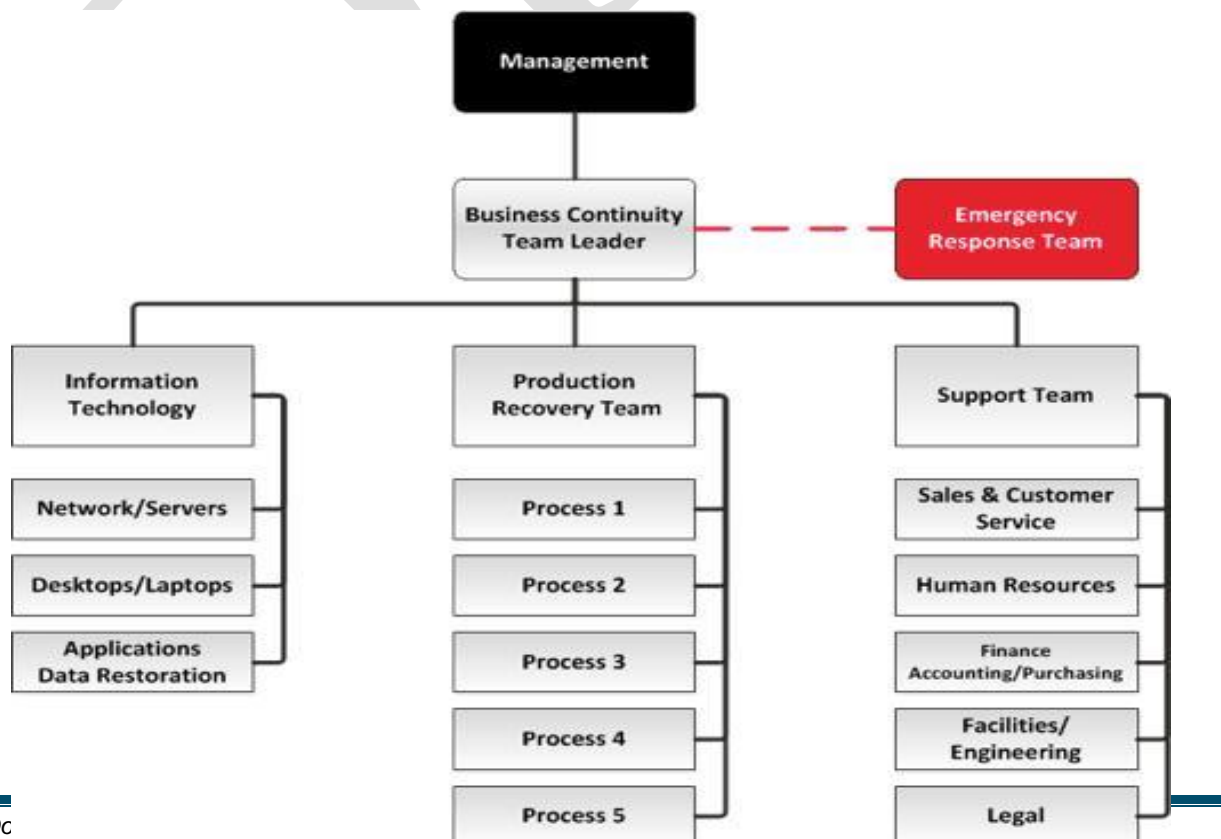 Management
Business Continuity
Team Leader
Emergency
Response Team
Information
Technology
Production
Recovery Team
Support Team
Network/Servers
Process 1
Sales & Customer
Service
Desktops/Laptops
Process 2
Human Resources
Applications
Data Restoration
Process 3
Finance
Accounting/Purchasing
Process 4
Facilities/
Engineering
Process 5
Legal